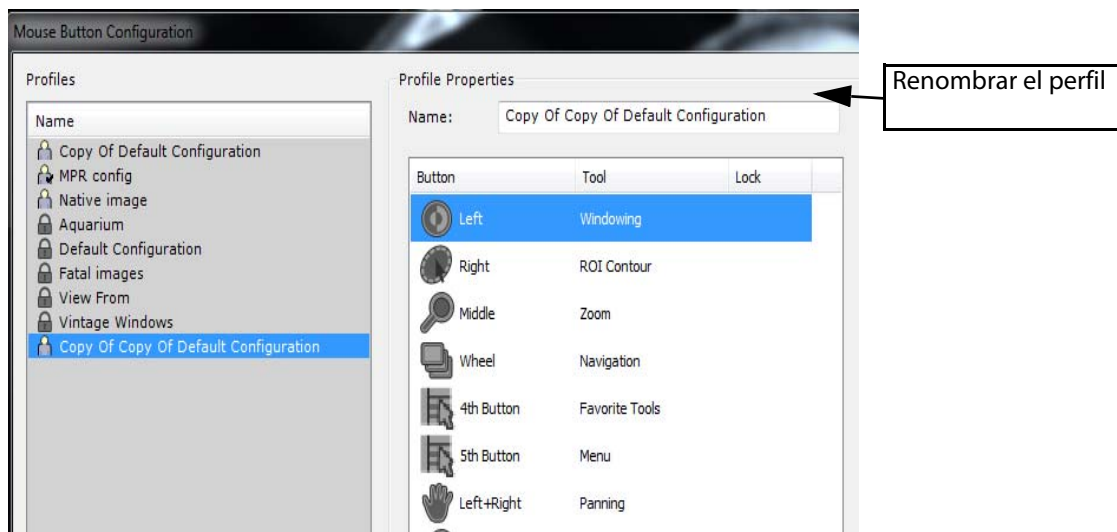 Mouse Button Configuration
Profiles
Name
Copy Of Default Configuration
MPR config
Native image
Aquarium
Default Configuration
Fatal images
View From
Vintage Windows
Copy Of Copy Of Default Configuration
Profile Properties
Name: Copy Of Copy Of Default Configuration
Button Tool Lock
Left Windowing
Right ROI Contour
Middle Zoom
Wheel Navigation
4th Button Favorite Tools
5th Button Menu
Left+Right Panning
Renombrar el perfil